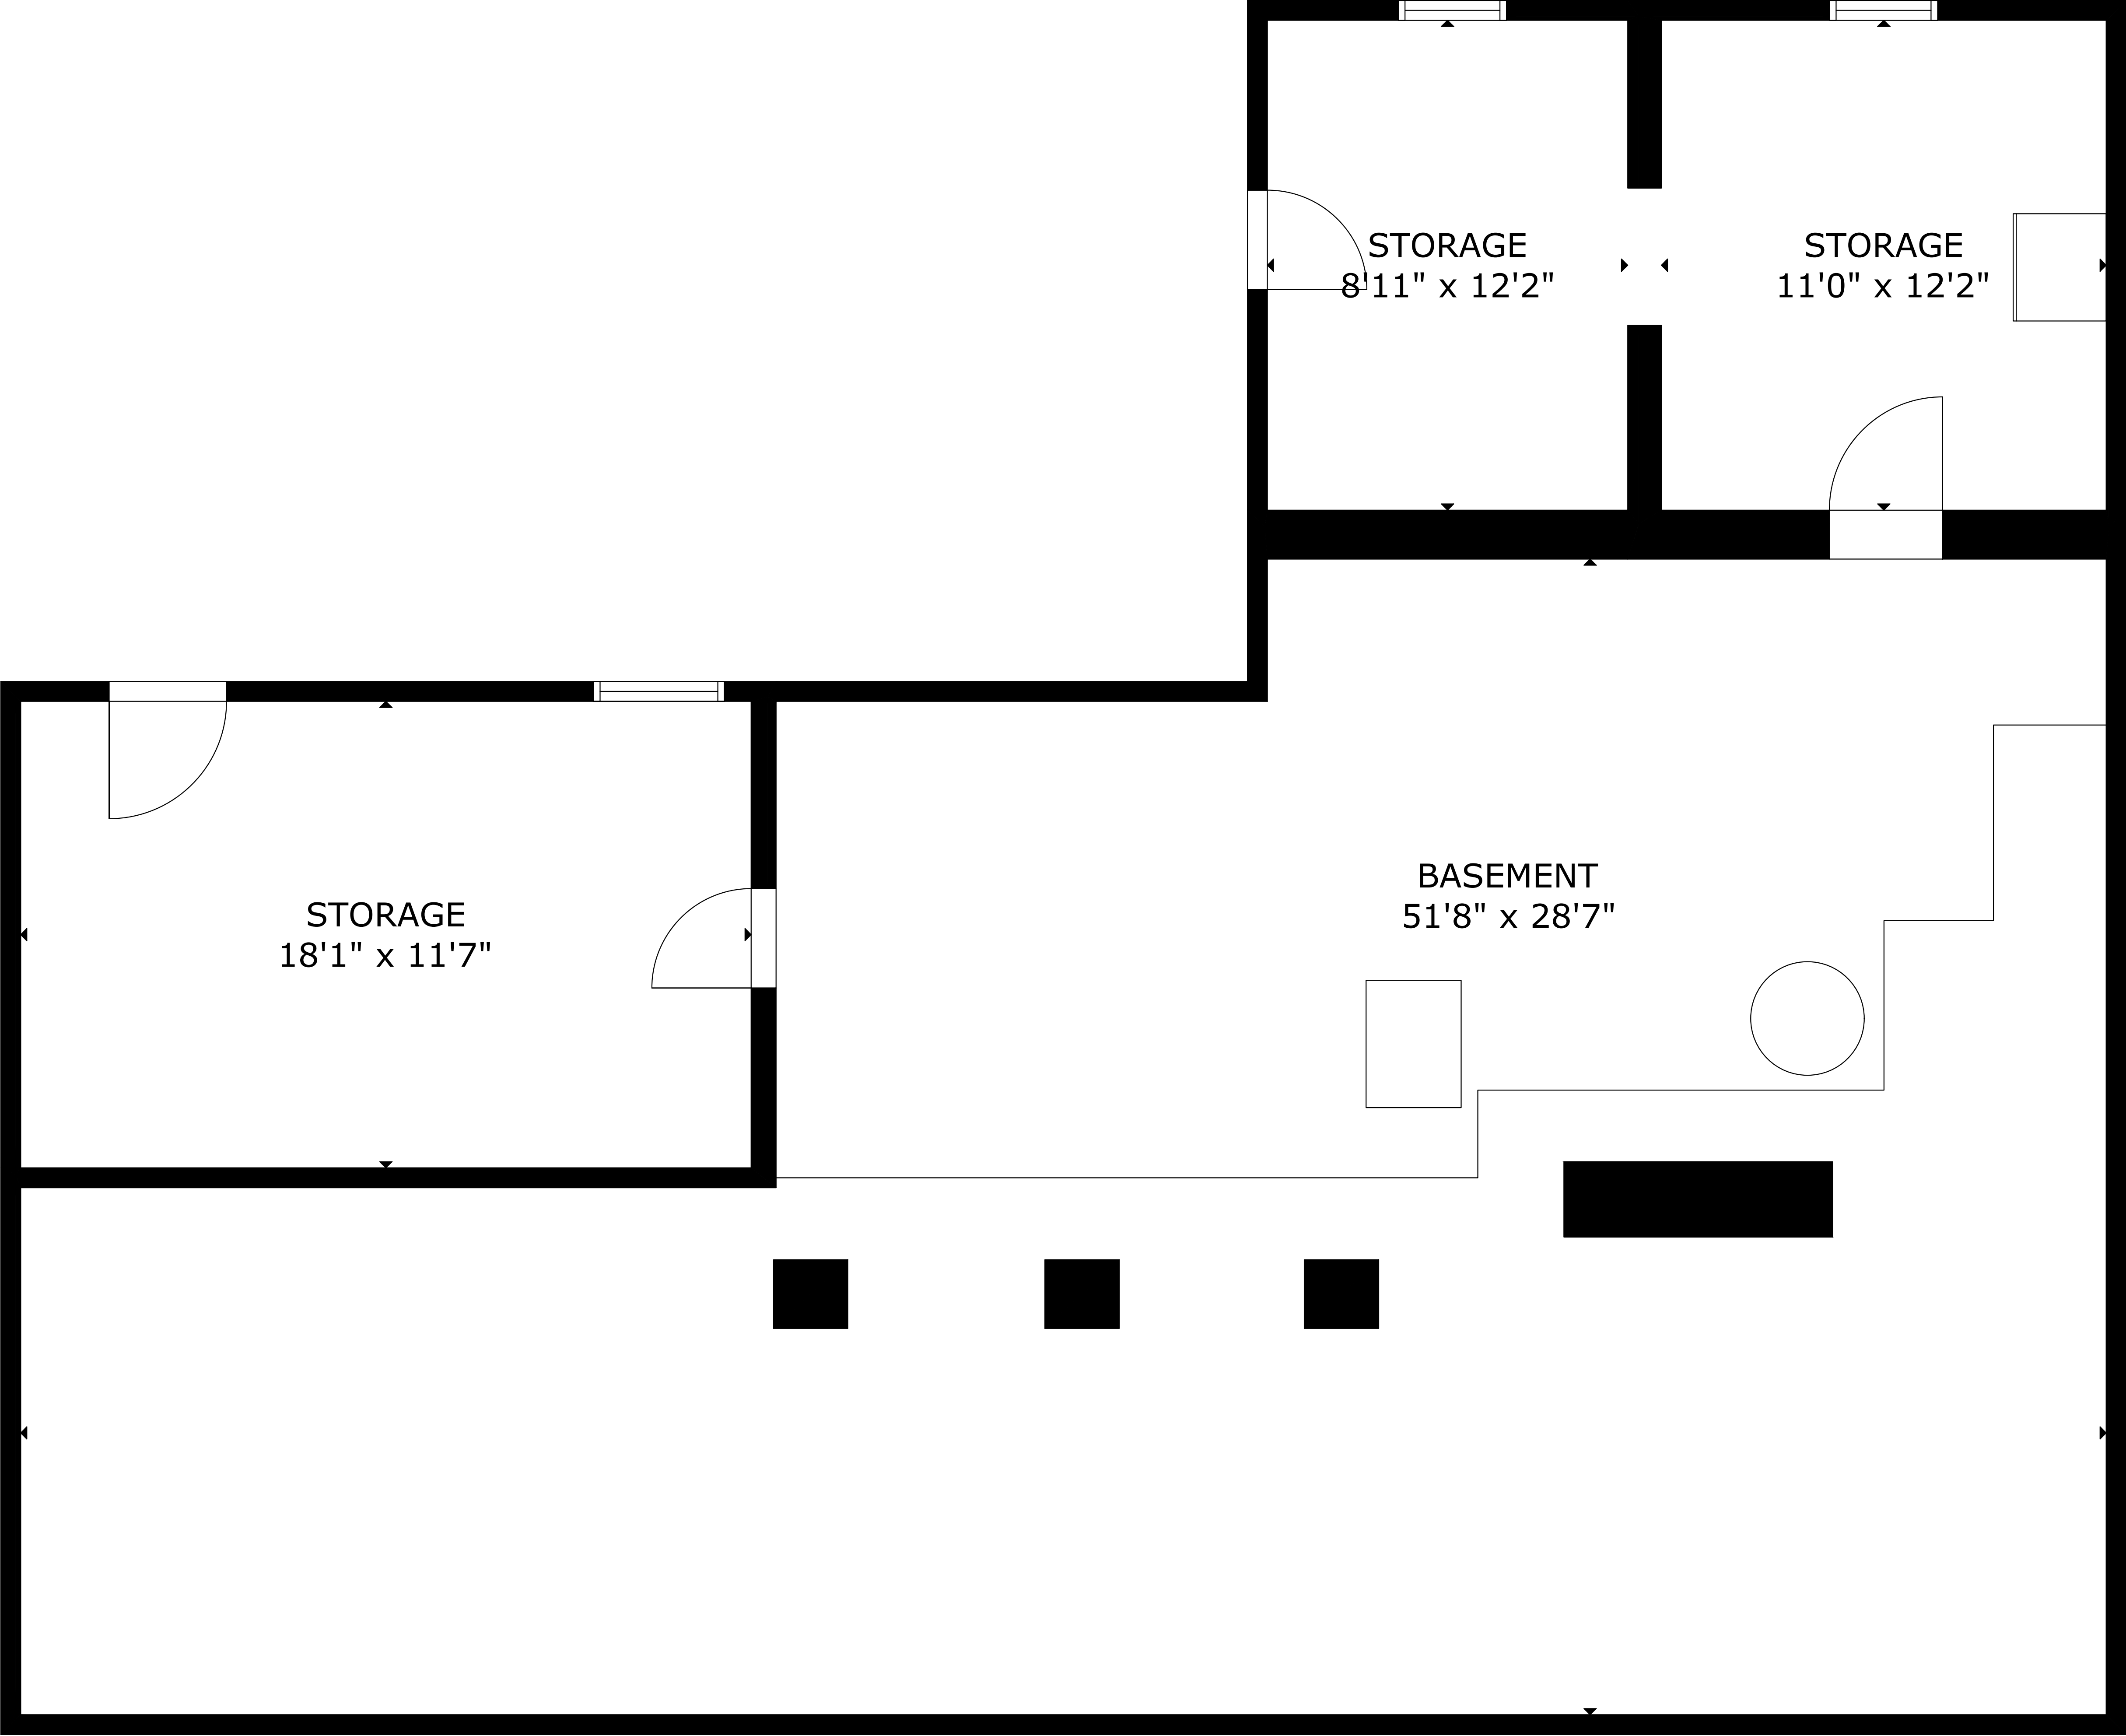 STORAGE
8'11" x 12'2"
STORAGE
11'0" x 12'2"
BASEMENT
51'8" x 28'7"
STORAGE
18'1" x 11'7"